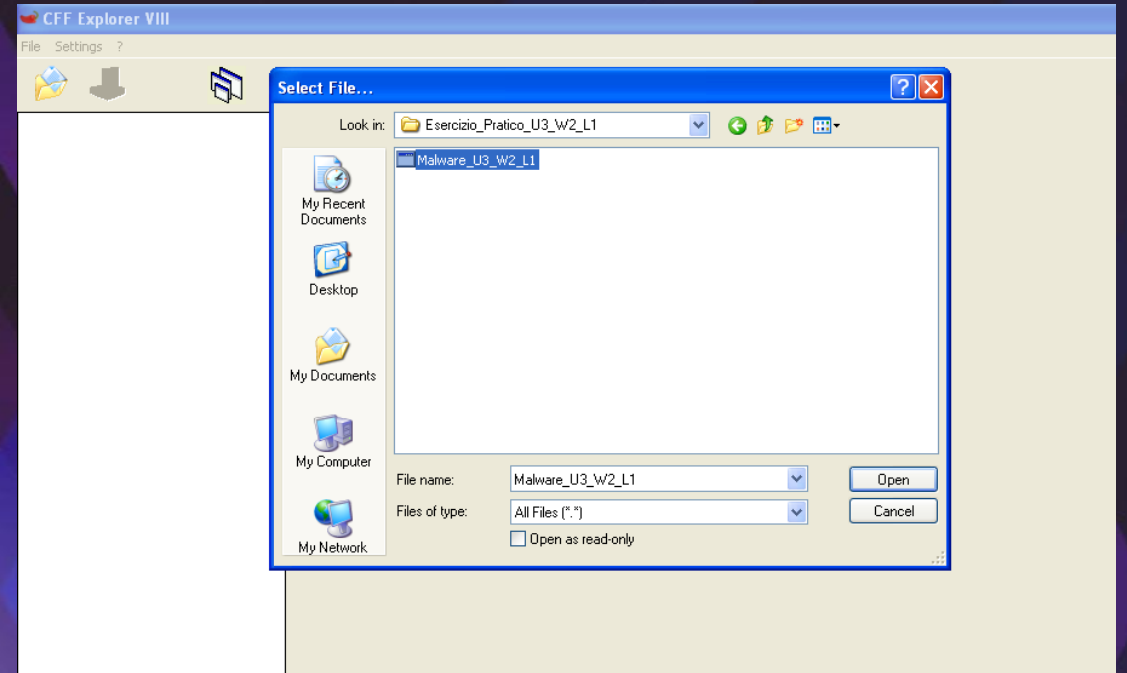 CFF Explorer VIII
File Settings ?
Select File...
Look in: Esercizio_Pratico_U3_W2_L1
Malware_U3_W2_L1
My Recent
Documents
Desktop
My Documents
My Computer
My Network
File name: Malware_U3_W2_L1 Open
Files of type: All Files (*.*) Cancel
Open as read-only